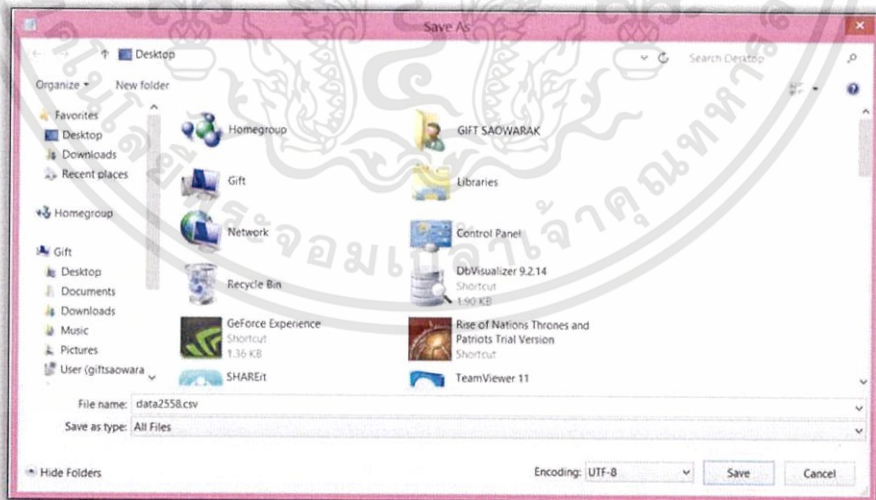 Save As
Desktop
Search Desktop
Organize
New folder
Favorites
Desktop
Downloads
Recent places
Homegroup
Gift
Desktop
Documents
Downloads
Music
Pictures
User (giftsaowara
Homegroup
GIFT SAOWARAK
Gift
Libraries
Network
Control Panel
Recycle Bin
DbVisualizer 9.2.14
Shortcut
1.90 KB
GeForce Experience
Shortcut
1.36 KB
Rise of Nations Thrones and
Patriots Trial Version
Shortcut
SHAREit
TeamViewer 11
File name: data2558.csv
Save as type: All Files
Hide Folders
Encoding: UTF-8
Save
Cancel